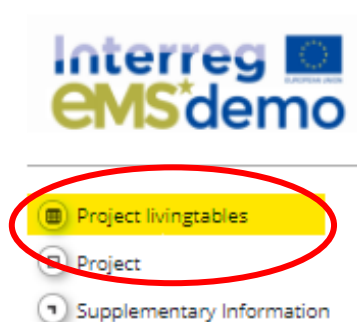 Interreg
EUROPEAN UNION
eMS*demo
Project livingtables
Project
Supplementary Information